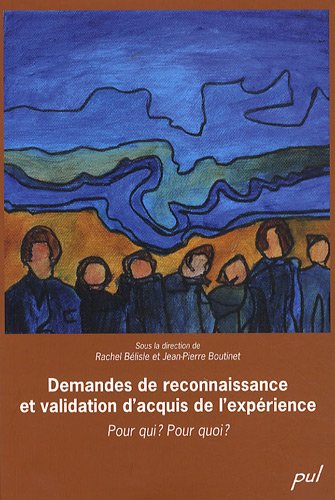 Sous la direction de
Rachel Bélisle et Jean-Pierre Boutinet
Demandes de reconnaissance
et validation d'acquis de l'expérience
Pour qui? Pour quoi?
pul